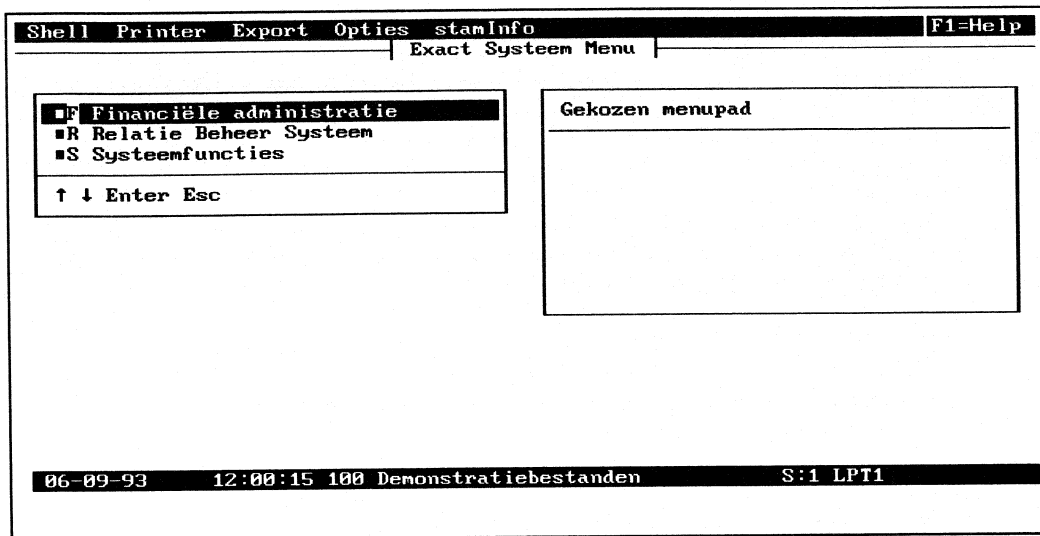 Shell Printer Export Opties stamInfo F1=Help
Exact Systeem Menu
■F Financiële administratie
■R Relatie Beheer Systeem
■S Systeemfuncties
↑ ↓ Enter Esc
Gekozen menupad
06-09-93 12:00:15 100 Demonstratiebestanden S:1 LPT1